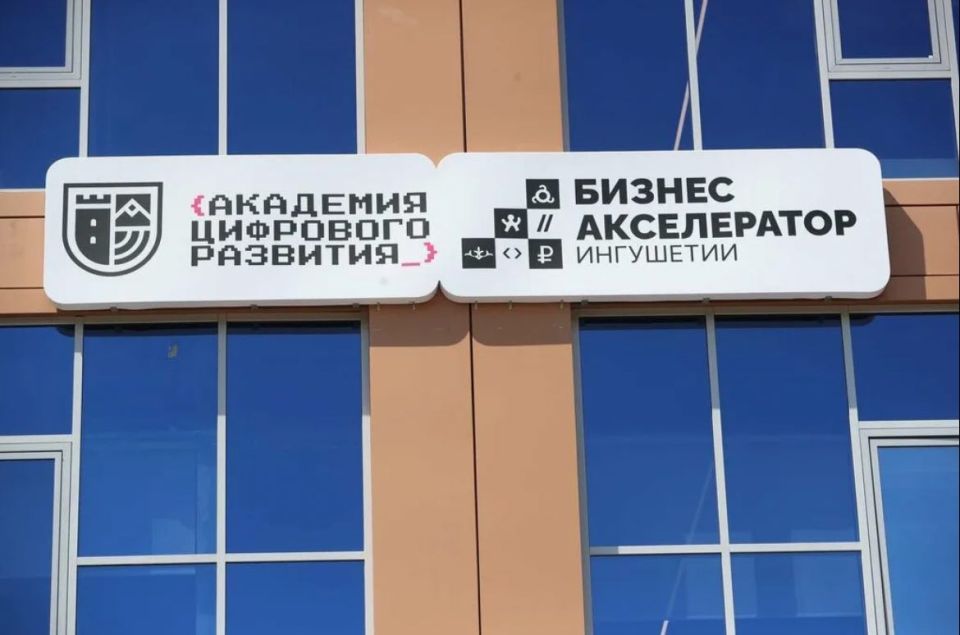 {АКАДЕМИЯ
ЦИФРОВОГО
РАЗВИТИЯ_}
БИЗНЕС
// АКСЕЛЕРАТОР
<> ₽ ИНГУШЕТИИ